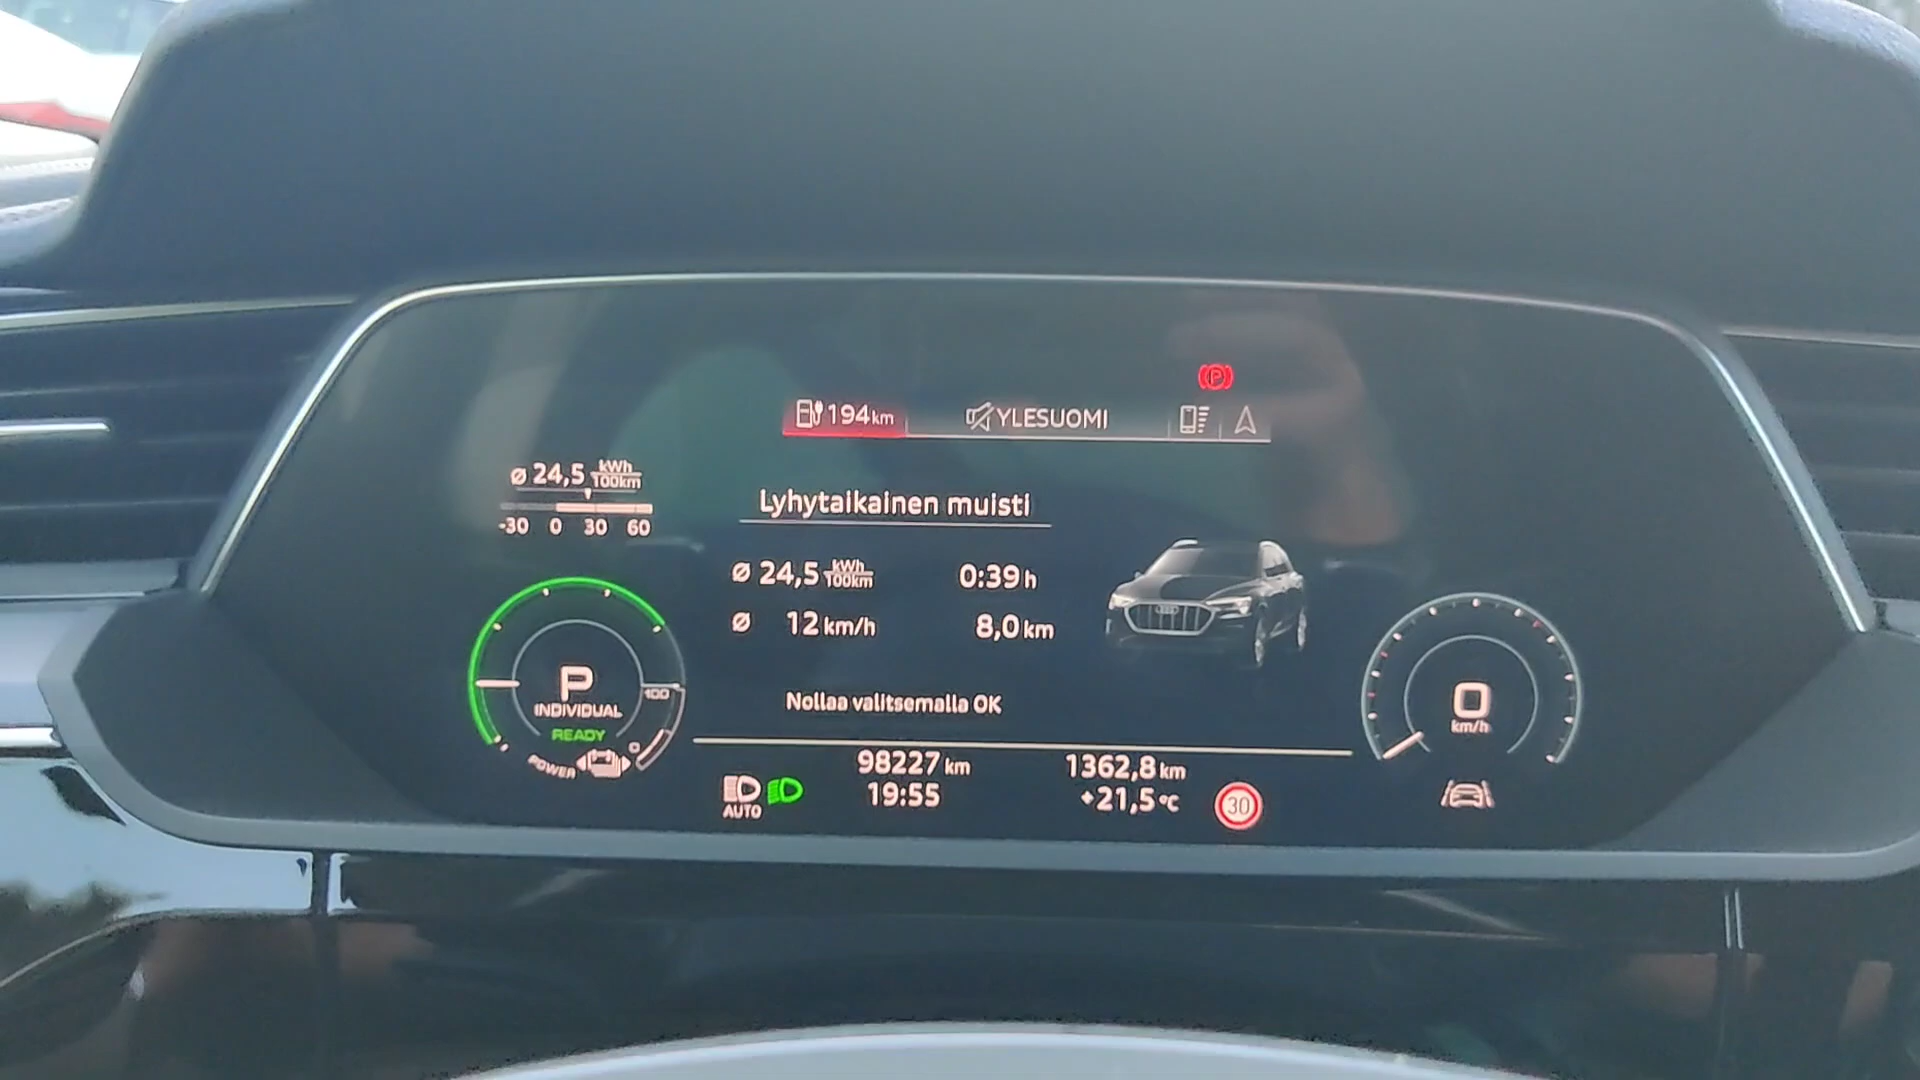 194 km YLESUOMI
ø 24,5 kWh/100km
-30 0 30 60
Lyhytaikainen muisti
ø 24,5 kWh/100km 0:39 h
ø 12 km/h 8,0 km
Nollaa valitsemalla OK
P
INDIVIDUAL
READY
POWER
100
0
0
km/h
98227 km 1362,8 km
AUTO 19:55 +21,5 °C 30